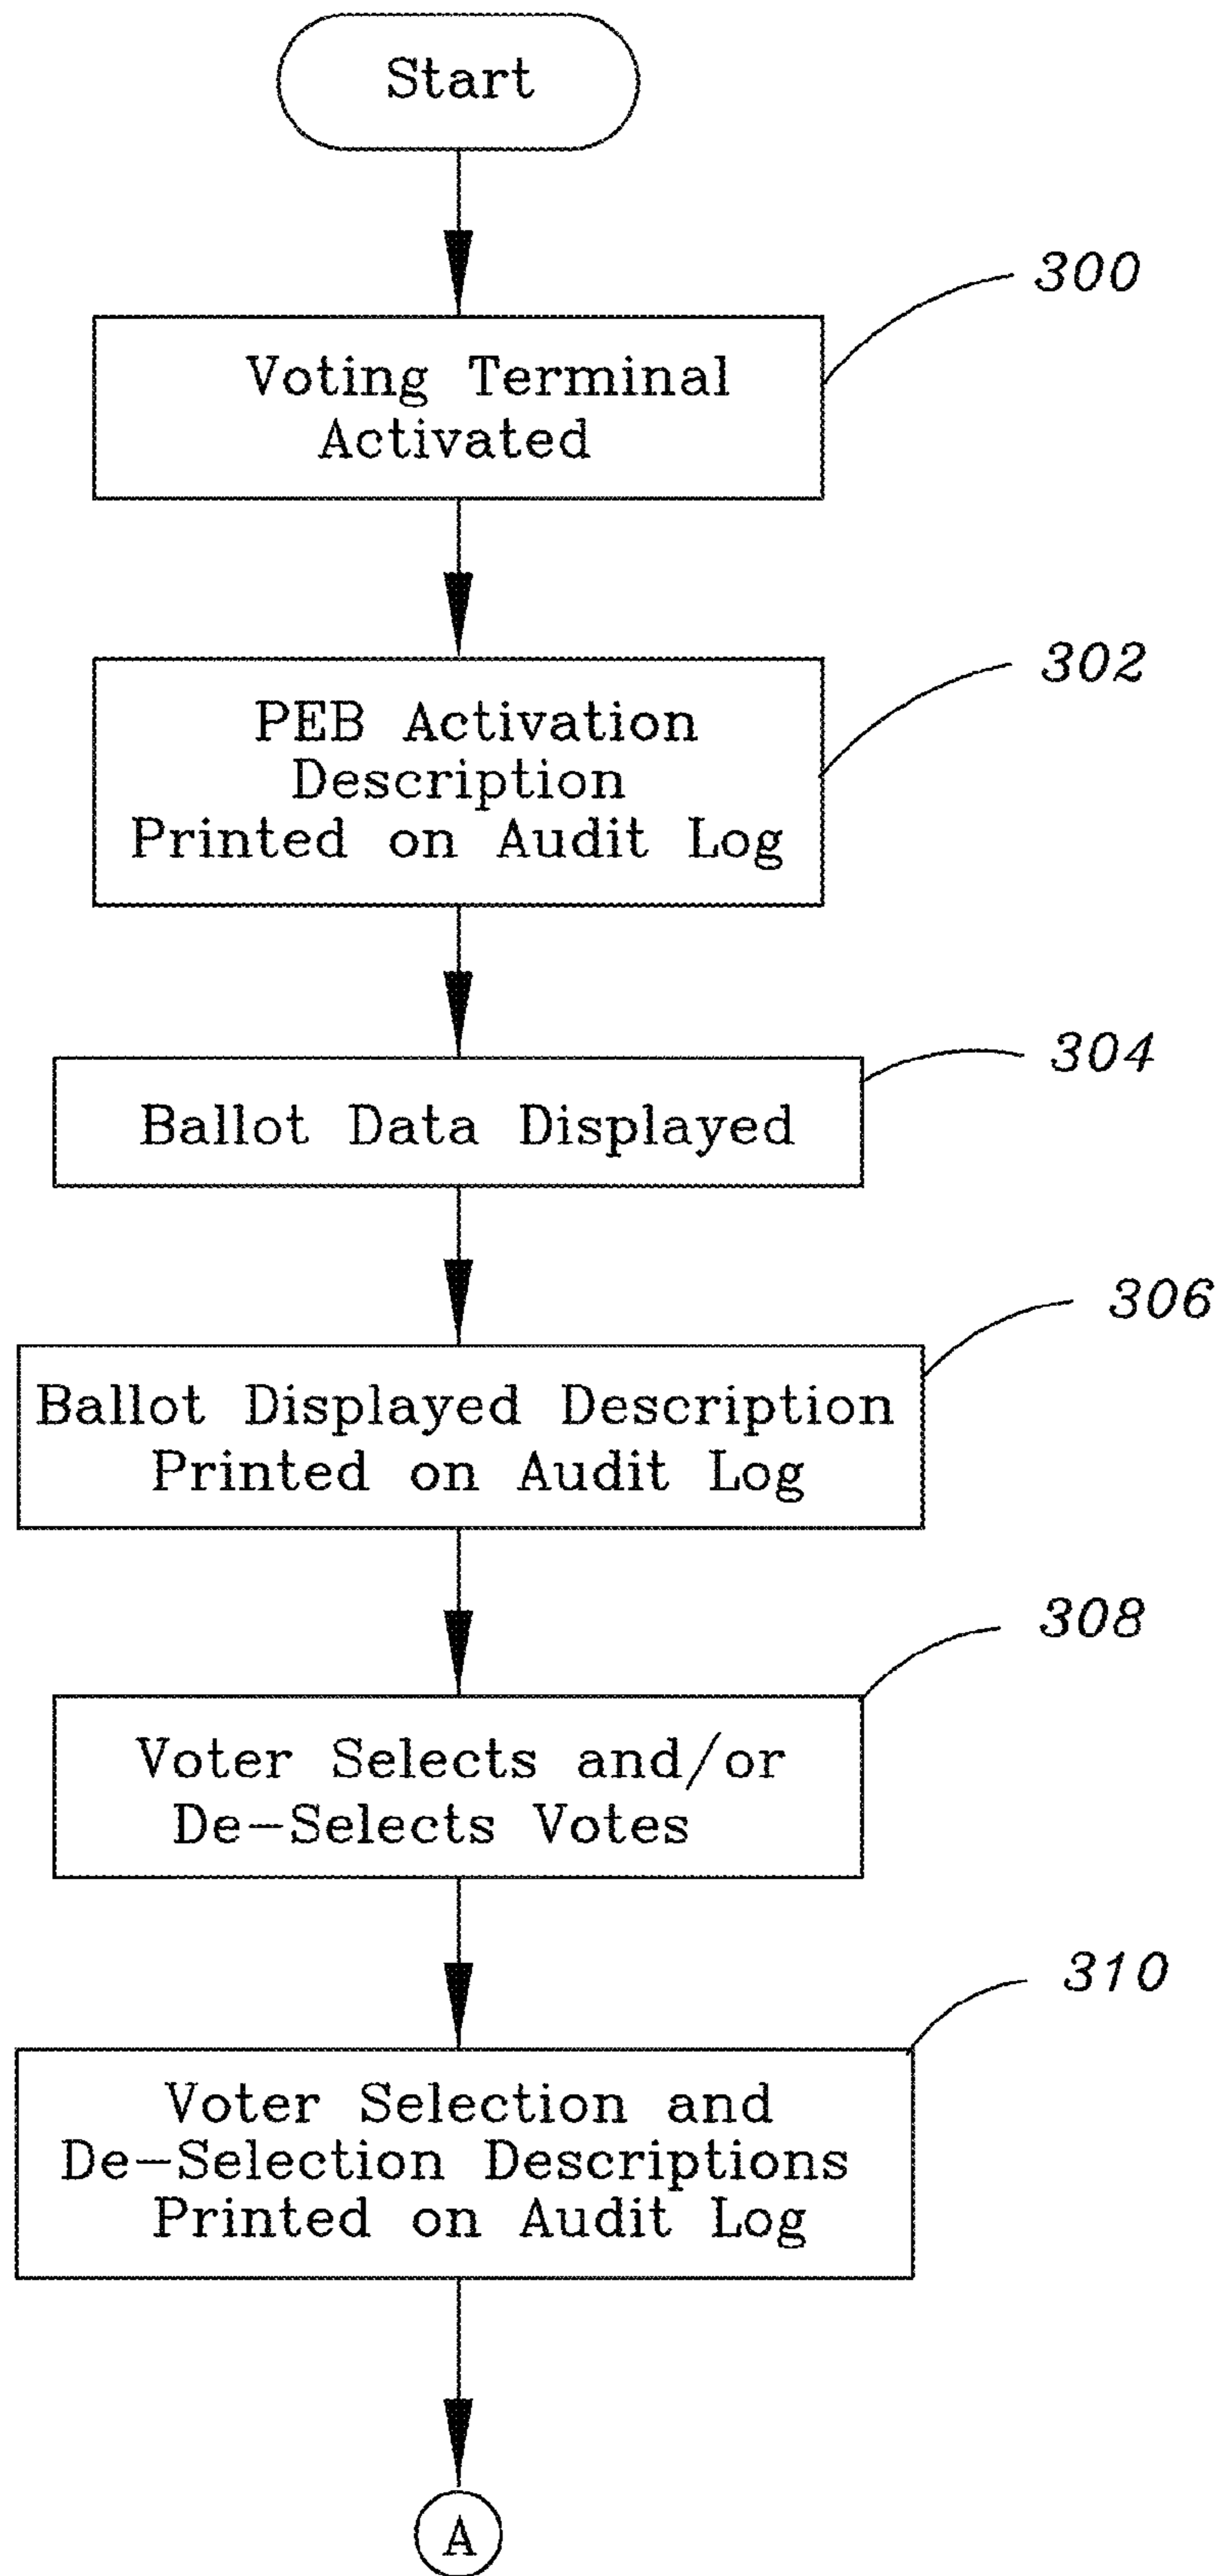 Start
300
Voting Terminal
Activated
302
PEB Activation
Description
Printed on Audit Log
304
Ballot Data Displayed
306
Ballot Displayed Description
Printed on Audit Log
308
Voter Selects and/or
De-Selects Votes
310
Voter Selection and
De-Selection Descriptions
Printed on Audit Log
A